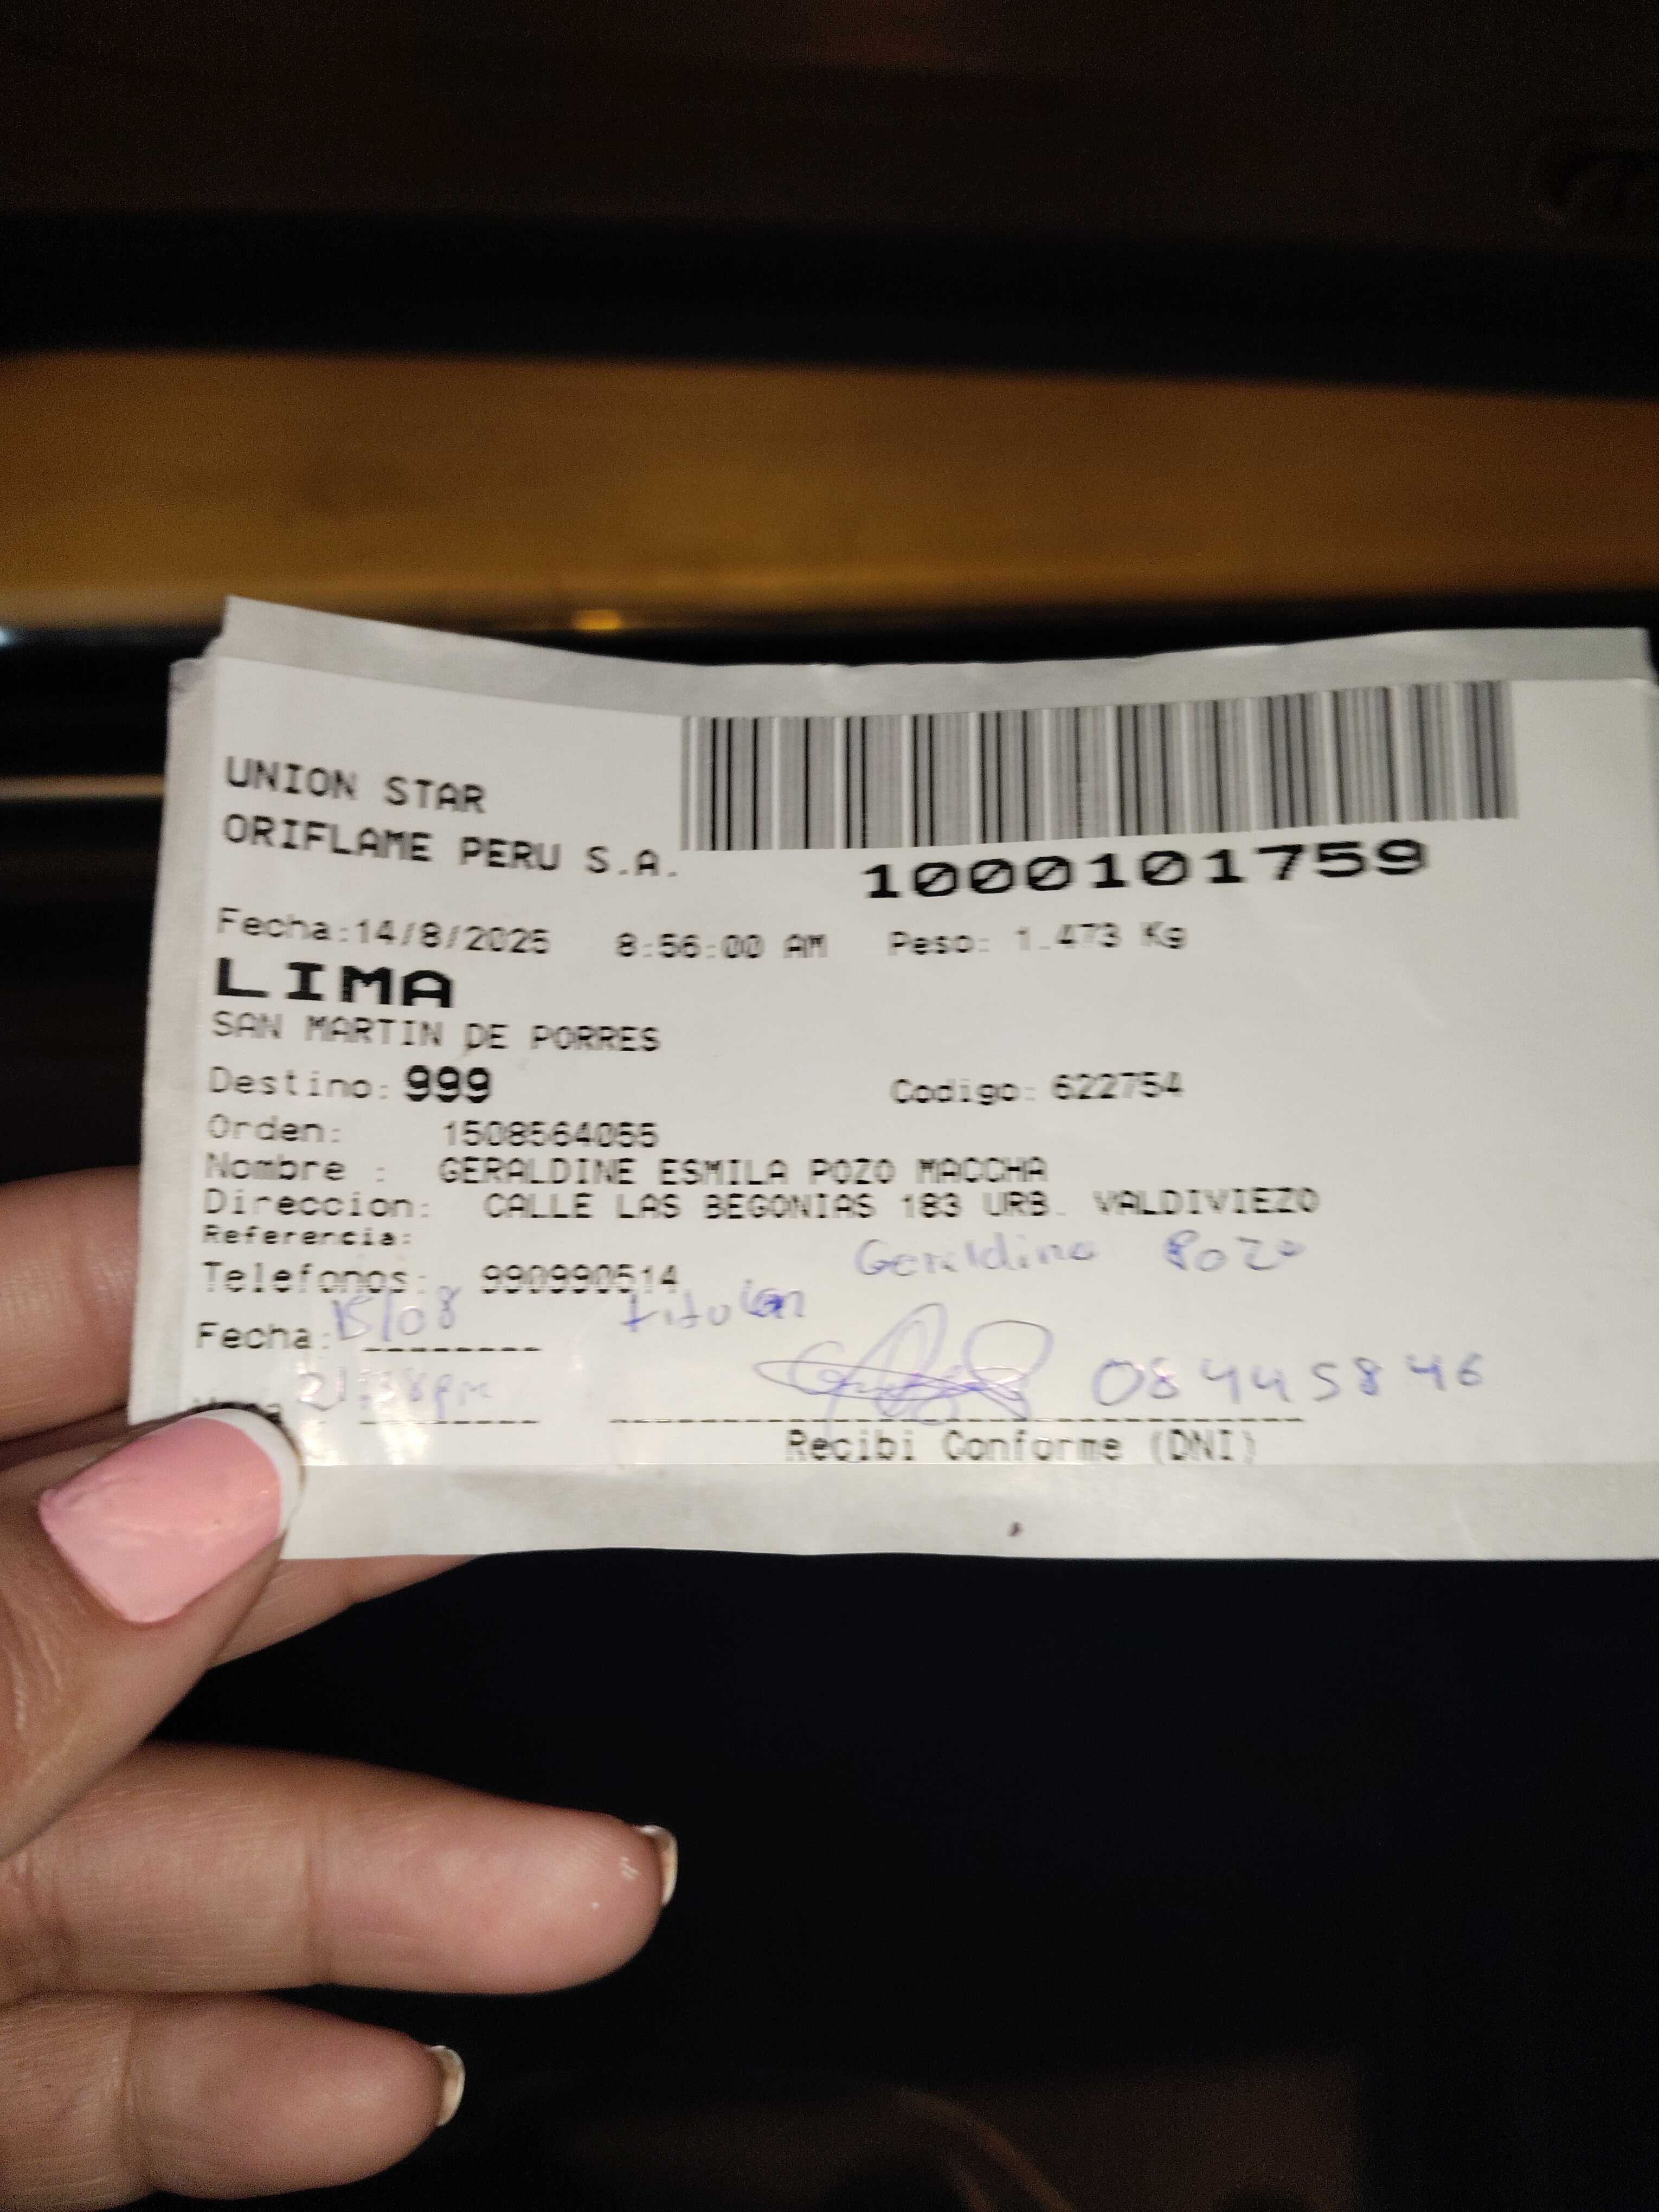 UNION STAR
ORIFLAME PERU S.A.
1000101759
Fecha:14/8/2025 8:56:00 AM Peso: 1.473 Kg
LIMA
SAN MARTIN DE PORRES
Destino: 999 Codigo: 622754
Orden: 1508564055
Nombre : GERALDINE ESMILA POZO MACCHA
Direccion: CALLE LAS BEGONIAS 183 URB. VALDIVIEZO
Referencia:
Geraldine Pozo
Telefonos: 990990514
titular
Fecha: 15/08
08445846
Recibi Conforme (DNI)